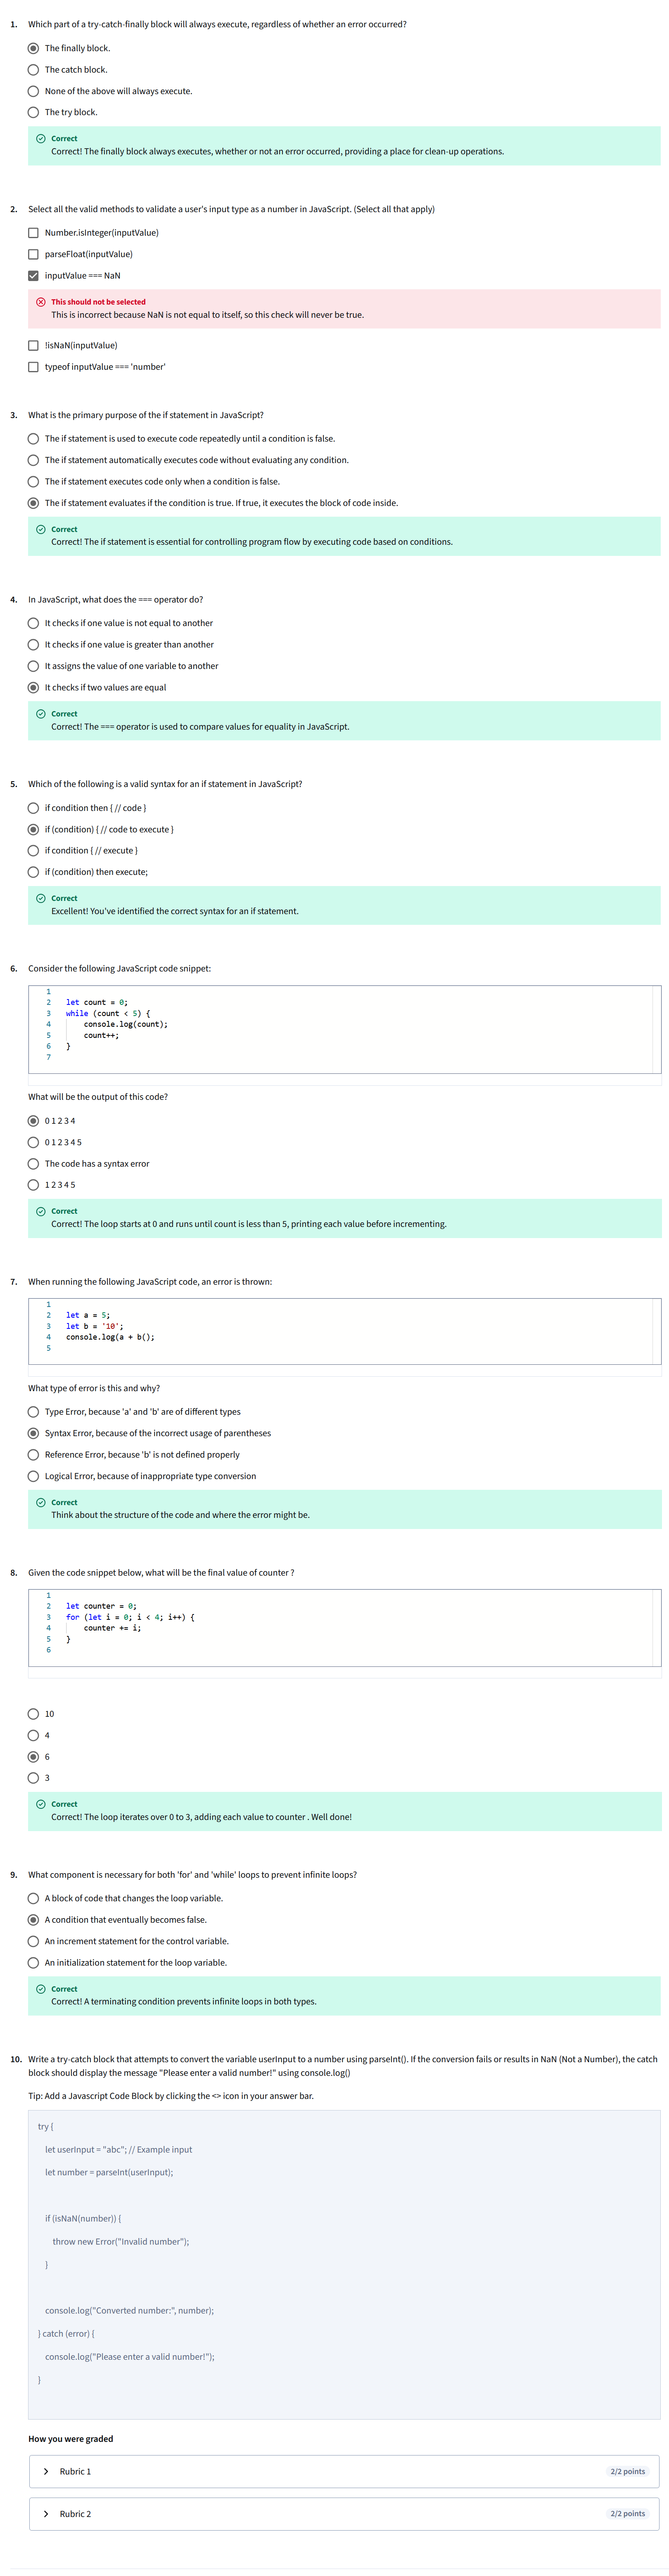 1. Which part of a try-catch-finally block will always execute, regardless of whether an error occurred?
The finally block.
The catch block.
None of the above will always execute.
The try block.
Correct
Correct! The finally block always executes, whether or not an error occurred, providing a place for clean-up operations.
2. Select all the valid methods to validate a user's input type as a number in JavaScript. (Select all that apply)
Number.isInteger(inputValue)
parseFloat(inputValue)
inputValue === NaN
This should not be selected
This is incorrect because NaN is not equal to itself, so this check will never be true.
!isNaN(inputValue)
typeof inputValue === 'number'
3. What is the primary purpose of the if statement in JavaScript?
The if statement is used to execute code repeatedly until a condition is false.
The if statement automatically executes code without evaluating any condition.
The if statement executes code only when a condition is false.
The if statement evaluates if the condition is true. If true, it executes the block of code inside.
Correct
Correct! The if statement is essential for controlling program flow by executing code based on conditions.
4. In JavaScript, what does the === operator do?
It checks if one value is not equal to another
It checks if one value is greater than another
It assigns the value of one variable to another
It checks if two values are equal
Correct
Correct! The === operator is used to compare values for equality in JavaScript.
5. Which of the following is a valid syntax for an if statement in JavaScript?
if condition then { // code }
if (condition) { // code to execute }
if condition { // execute }
if (condition) then execute;
Correct
Excellent! You've identified the correct syntax for an if statement.
6. Consider the following JavaScript code snippet:
1
2 let count = 0;
3 while (count < 5) {
4 console.log(count);
5 count++;
6 }
7
What will be the output of this code?
0 1 2 3 4
0 1 2 3 4 5
The code has a syntax error
1 2 3 4 5
Correct
Correct! The loop starts at 0 and runs until count is less than 5, printing each value before incrementing.
7. When running the following JavaScript code, an error is thrown:
1
2 let a = 5;
3 let b = '10';
4 console.log(a + b();
5
What type of error is this and why?
Type Error, because 'a' and 'b' are of different types
Syntax Error, because of the incorrect usage of parentheses
Reference Error, because 'b' is not defined properly
Logical Error, because of inappropriate type conversion
Correct
Think about the structure of the code and where the error might be.
8. Given the code snippet below, what will be the final value of counter ?
1
2 let counter = 0;
3 for (let i = 0; i < 4; i++) {
4 counter += i;
5 }
6
10
4
6
3
Correct
Correct! The loop iterates over 0 to 3, adding each value to counter . Well done!
9. What component is necessary for both 'for' and 'while' loops to prevent infinite loops?
A block of code that changes the loop variable.
A condition that eventually becomes false.
An increment statement for the control variable.
An initialization statement for the loop variable.
Correct
Correct! A terminating condition prevents infinite loops in both types.
10. Write a try-catch block that attempts to convert the variable userInput to a number using parseInt(). If the conversion fails or results in NaN (Not a Number), the catch
block should display the message "Please enter a valid number!" using console.log()
Tip: Add a Javascript Code Block by clicking the <> icon in your answer bar.
try {
let userInput = "abc"; // Example input
let number = parseInt(userInput);
if (isNaN(number)) {
throw new Error("Invalid number");
}
console.log("Converted number:", number);
} catch (error) {
console.log("Please enter a valid number!");
}
How you were graded
Rubric 1 2/2 points
Rubric 2 2/2 points